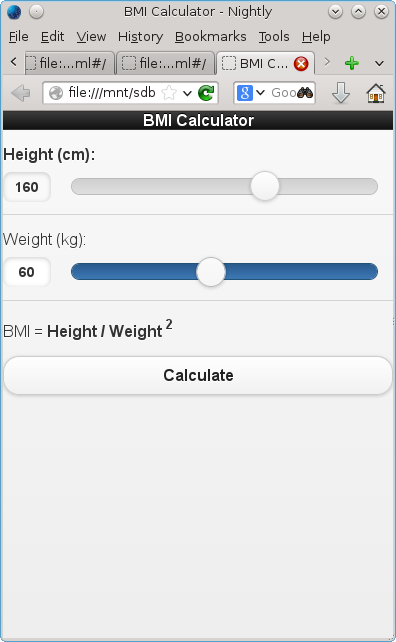 BMI Calculator - Nightly
File Edit View History Bookmarks Tools Help
file:...ml#/ file:...ml#/ BMI C...
file:///mnt/sdb Goo
BMI Calculator
Height (cm):
160
Weight (kg):
60
BMI = Height / Weight 2
Calculate